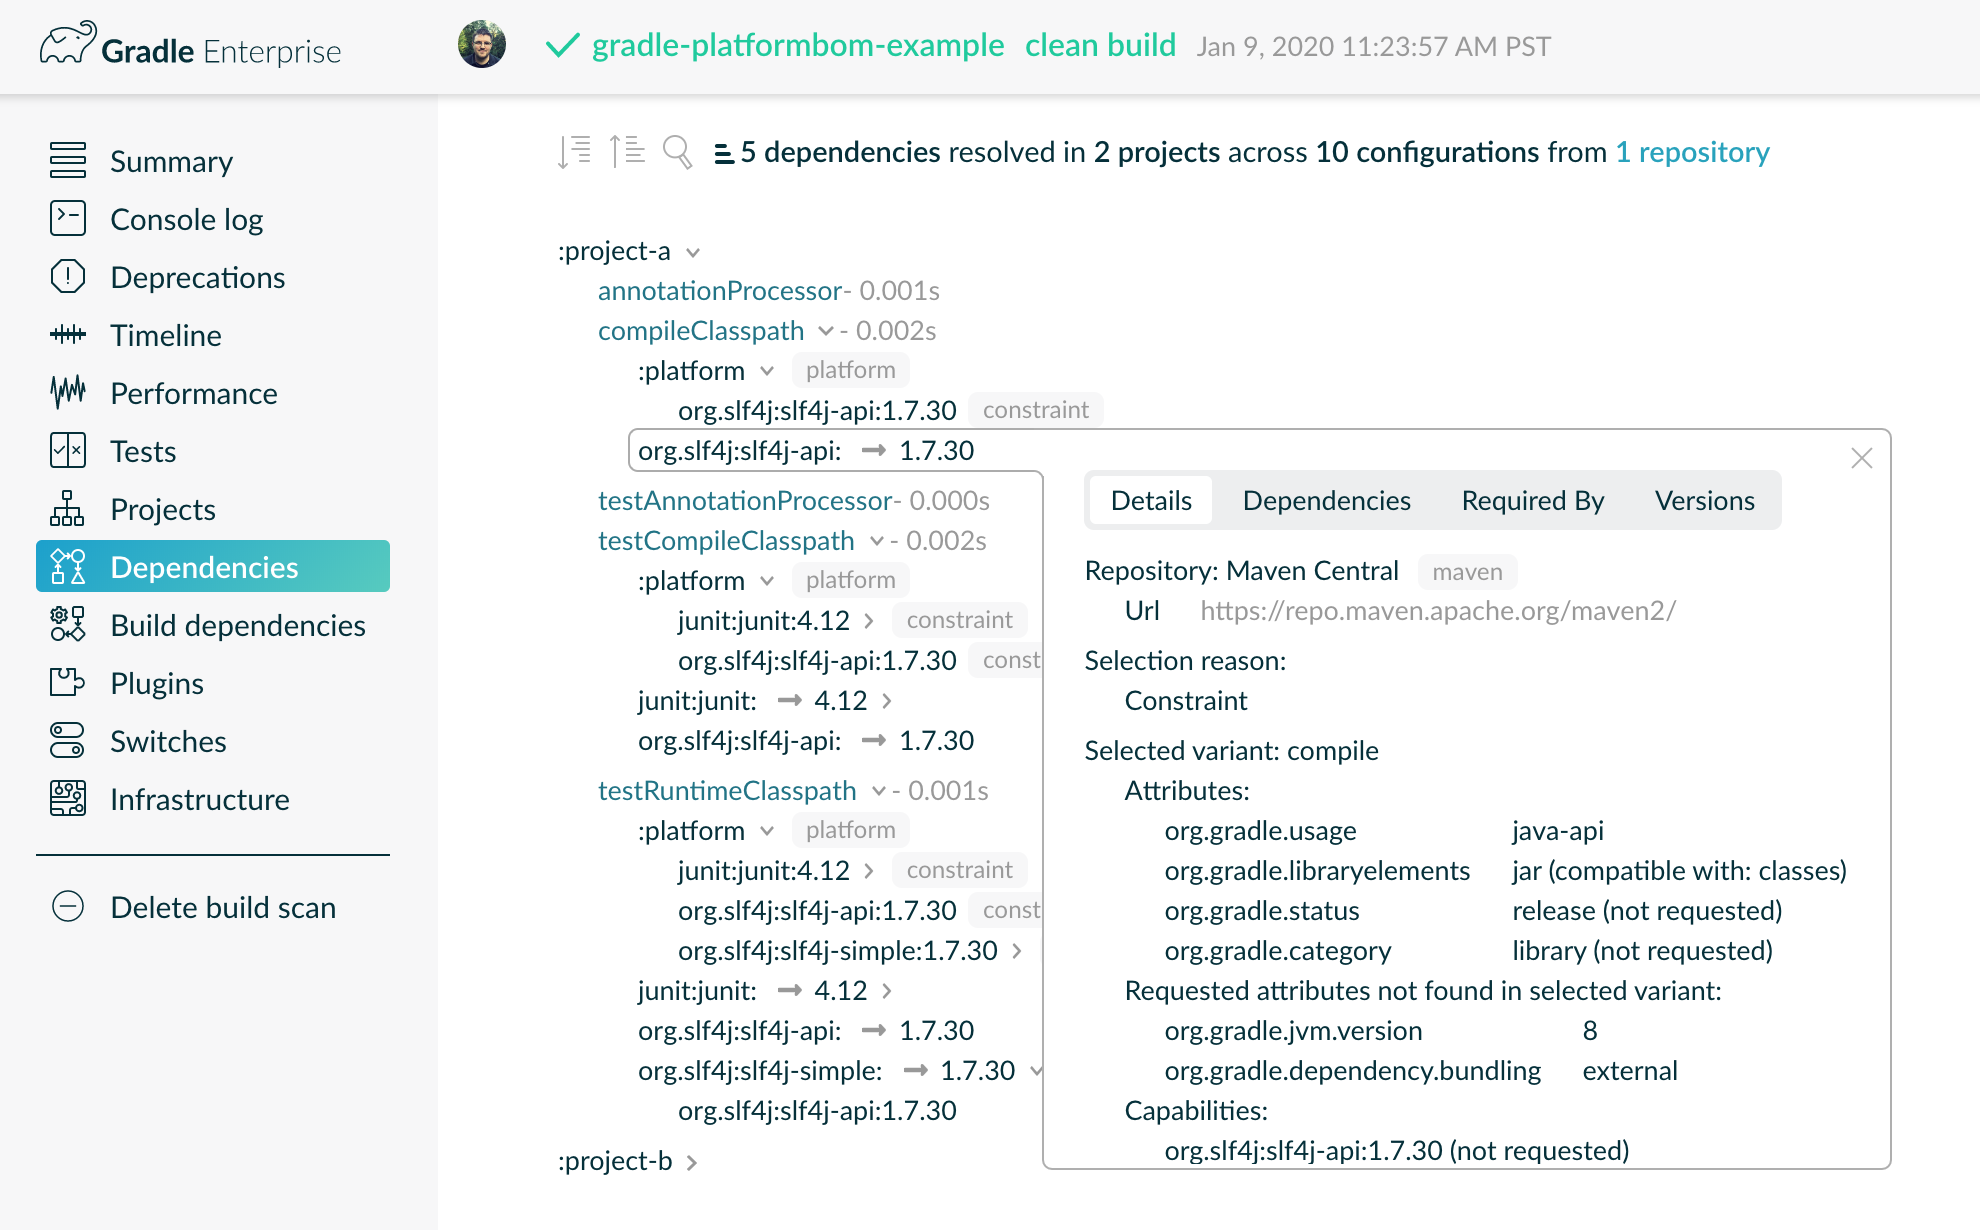 Gradle Enterprise
gradle-platformbom-example clean build Jan 9, 2020 11:23:57 AM PST
Summary
Console log
Deprecations
Timeline
Performance
Tests
Projects
Dependencies
Build dependencies
Plugins
Switches
Infrastructure
Delete build scan
5 dependencies resolved in 2 projects across 10 configurations from 1 repository
:project-a
annotationProcessor- 0.001s
compileClasspath - 0.002s
:platform platform
org.slf4j:slf4j-api:1.7.30 constraint
org.slf4j:slf4j-api: → 1.7.30
testAnnotationProcessor- 0.000s
testCompileClasspath - 0.002s
:platform platform
junit:junit:4.12 constraint
org.slf4j:slf4j-api:1.7.30 const
junit:junit: → 4.12
org.slf4j:slf4j-api: → 1.7.30
testRuntimeClasspath - 0.001s
:platform platform
junit:junit:4.12 constraint
org.slf4j:slf4j-api:1.7.30 const
org.slf4j:slf4j-simple:1.7.30
junit:junit: → 4.12
org.slf4j:slf4j-api: → 1.7.30
org.slf4j:slf4j-simple: → 1.7.30
org.slf4j:slf4j-api:1.7.30
:project-b
Details Dependencies Required By Versions
Repository: Maven Central maven
Url https://repo.maven.apache.org/maven2/
Selection reason:
Constraint
Selected variant: compile
Attributes:
org.gradle.usage java-api
org.gradle.libraryelements jar (compatible with: classes)
org.gradle.status release (not requested)
org.gradle.category library (not requested)
Requested attributes not found in selected variant:
org.gradle.jvm.version 8
org.gradle.dependency.bundling external
Capabilities:
org.slf4j:slf4j-api:1.7.30 (not requested)